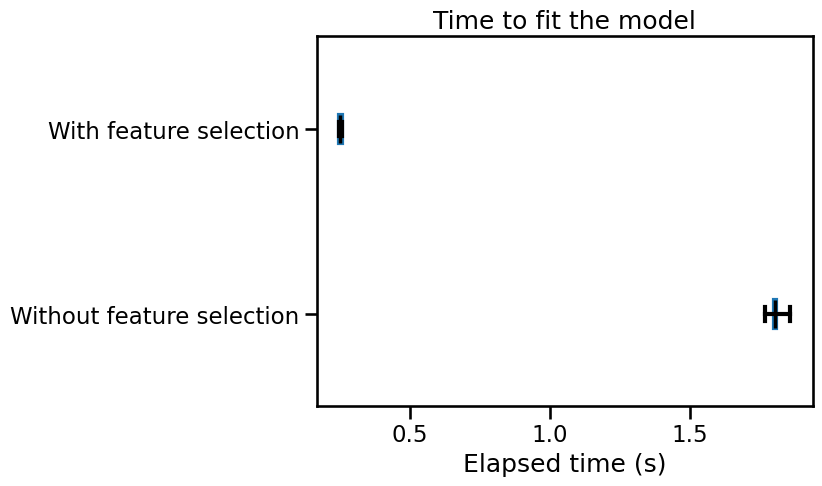 Time to fit the model
With feature selection
Without feature selection
0.5 1.0 1.5
Elapsed time (s)